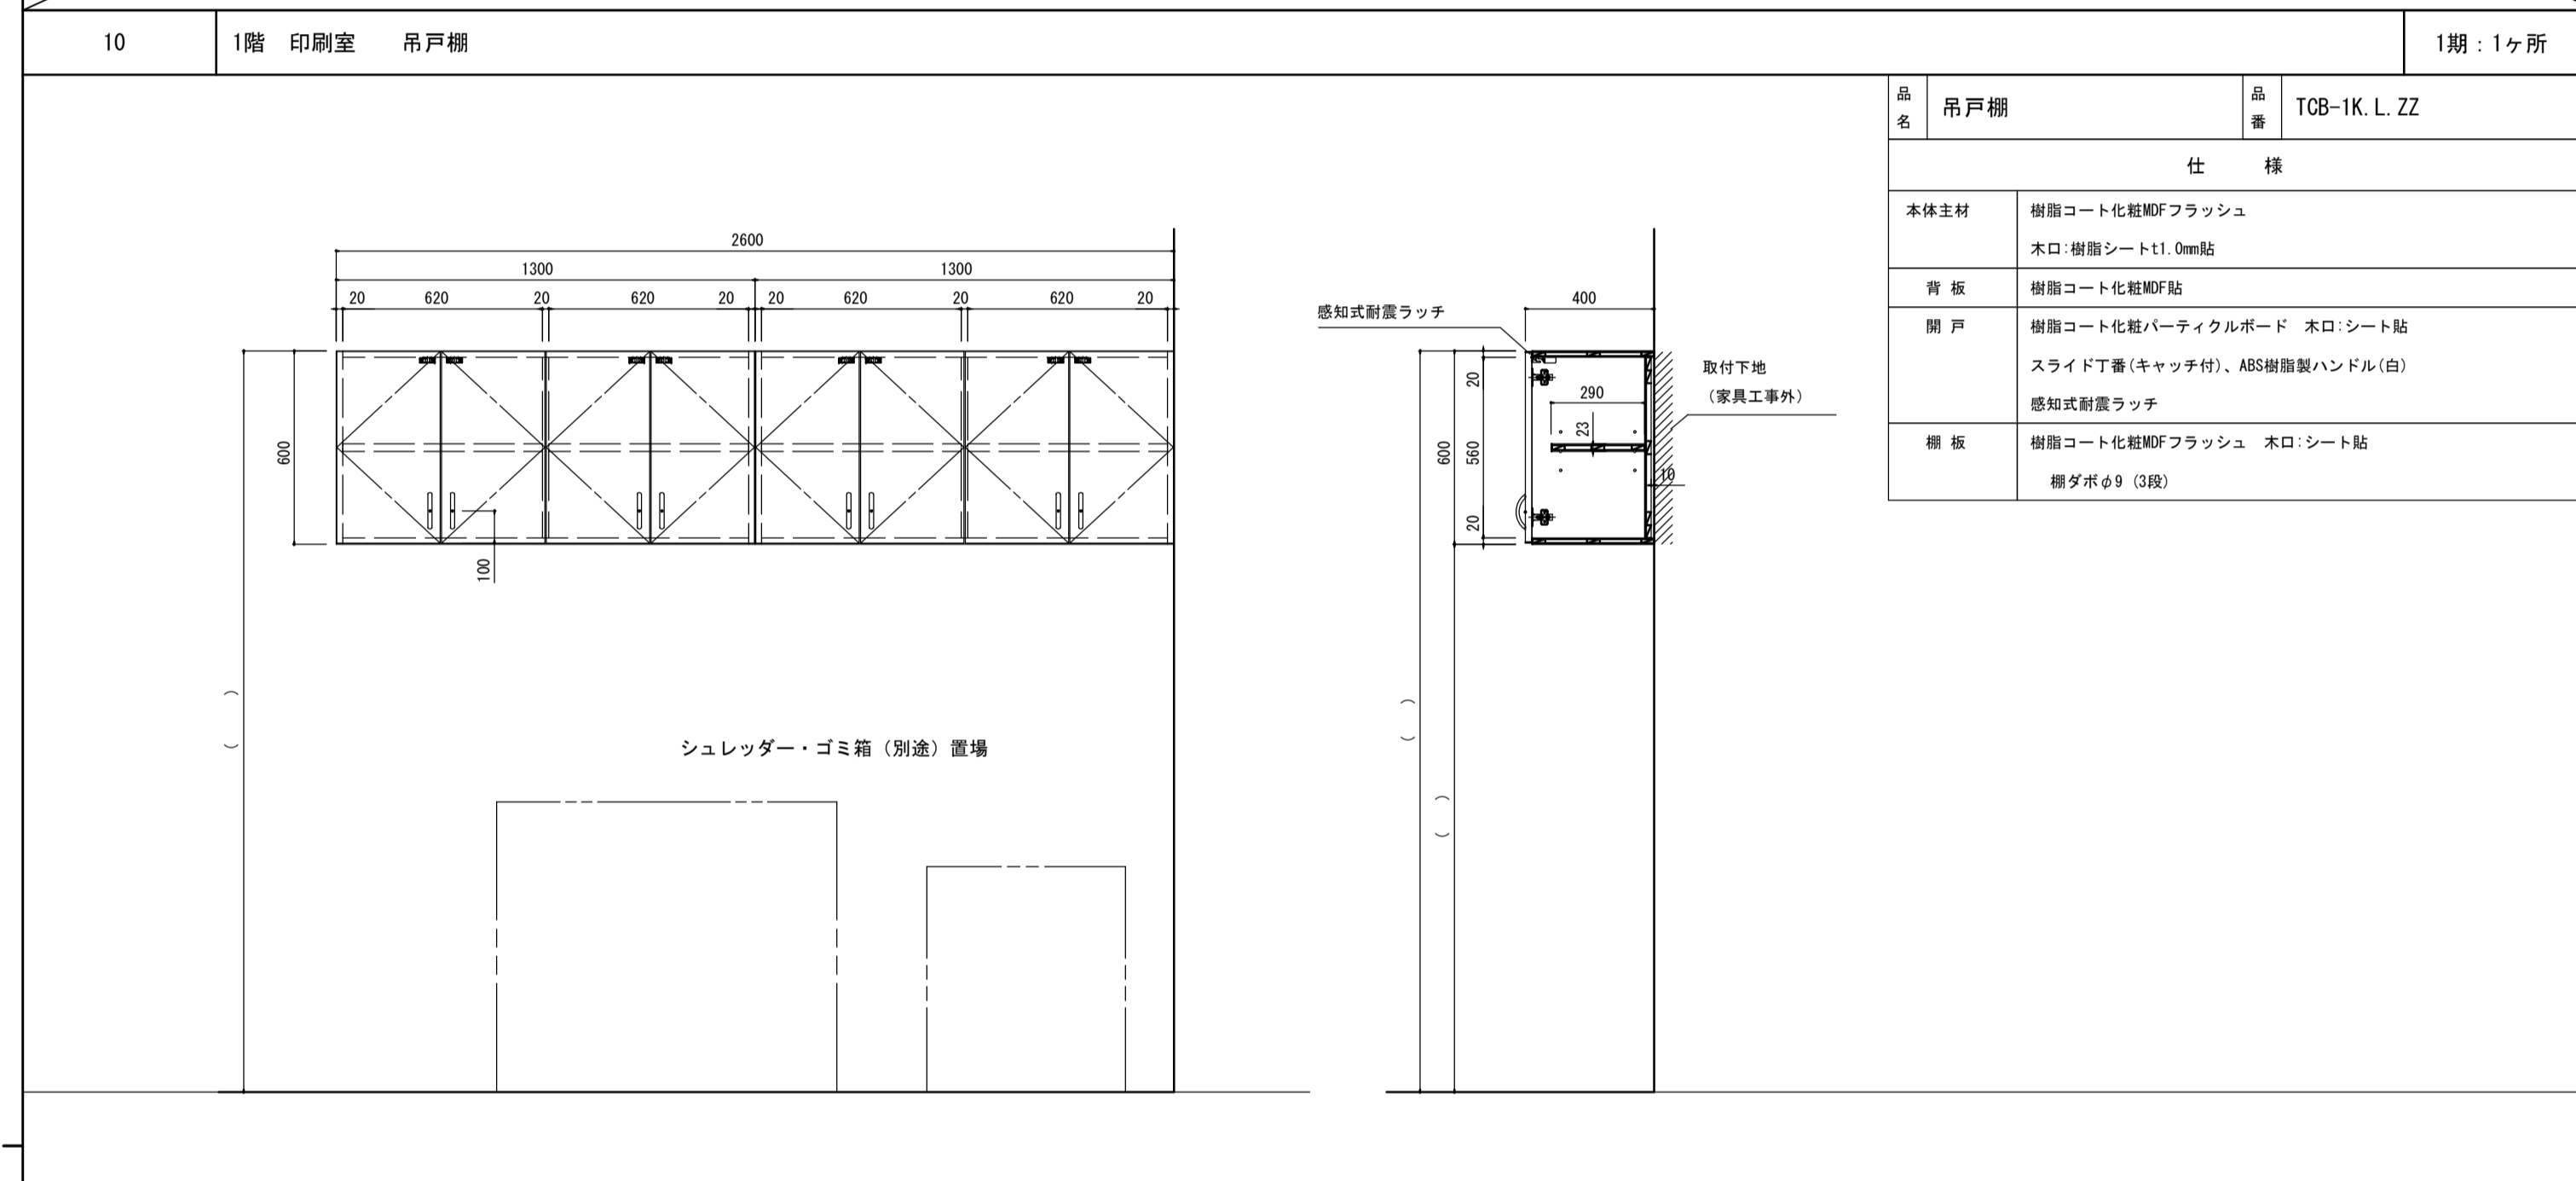 10
1階 印刷室 吊戸棚
1期:1ヶ所
品名 吊戸棚 品番 TCB-1K.L.ZZ
仕 様
本体主材 樹脂コート化粧MDFフラッシュ
木口:樹脂シートt1.0mm貼
背 板 樹脂コート化粧MDF貼
開 戸 樹脂コート化粧パーティクルボード 木口:シート貼
スライド丁番(キャッチ付)、ABS樹脂製ハンドル(白)
感知式耐震ラッチ
棚 板 樹脂コート化粧MDFフラッシュ 木口:シート貼
棚ダボφ9 (3段)
2600
1300 1300
20 620 20 620 20 20 620 20 620 20
600
100
( )
シュレッダー・ゴミ箱(別途)置場
400
感知式耐震ラッチ
取付下地
(家具工事外)
20
290
23
600
560
10
20
( )
( )